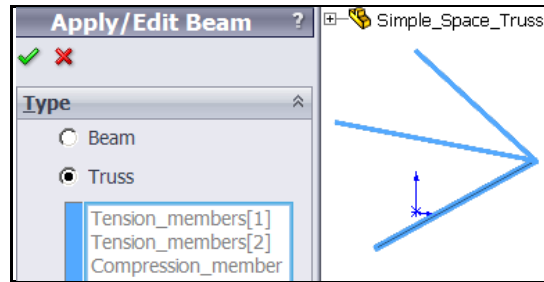 Apply/Edit Beam ?
Simple_Space_Truss
Type
Beam
Truss
Tension_members[1]
Tension_members[2]
Compression_member